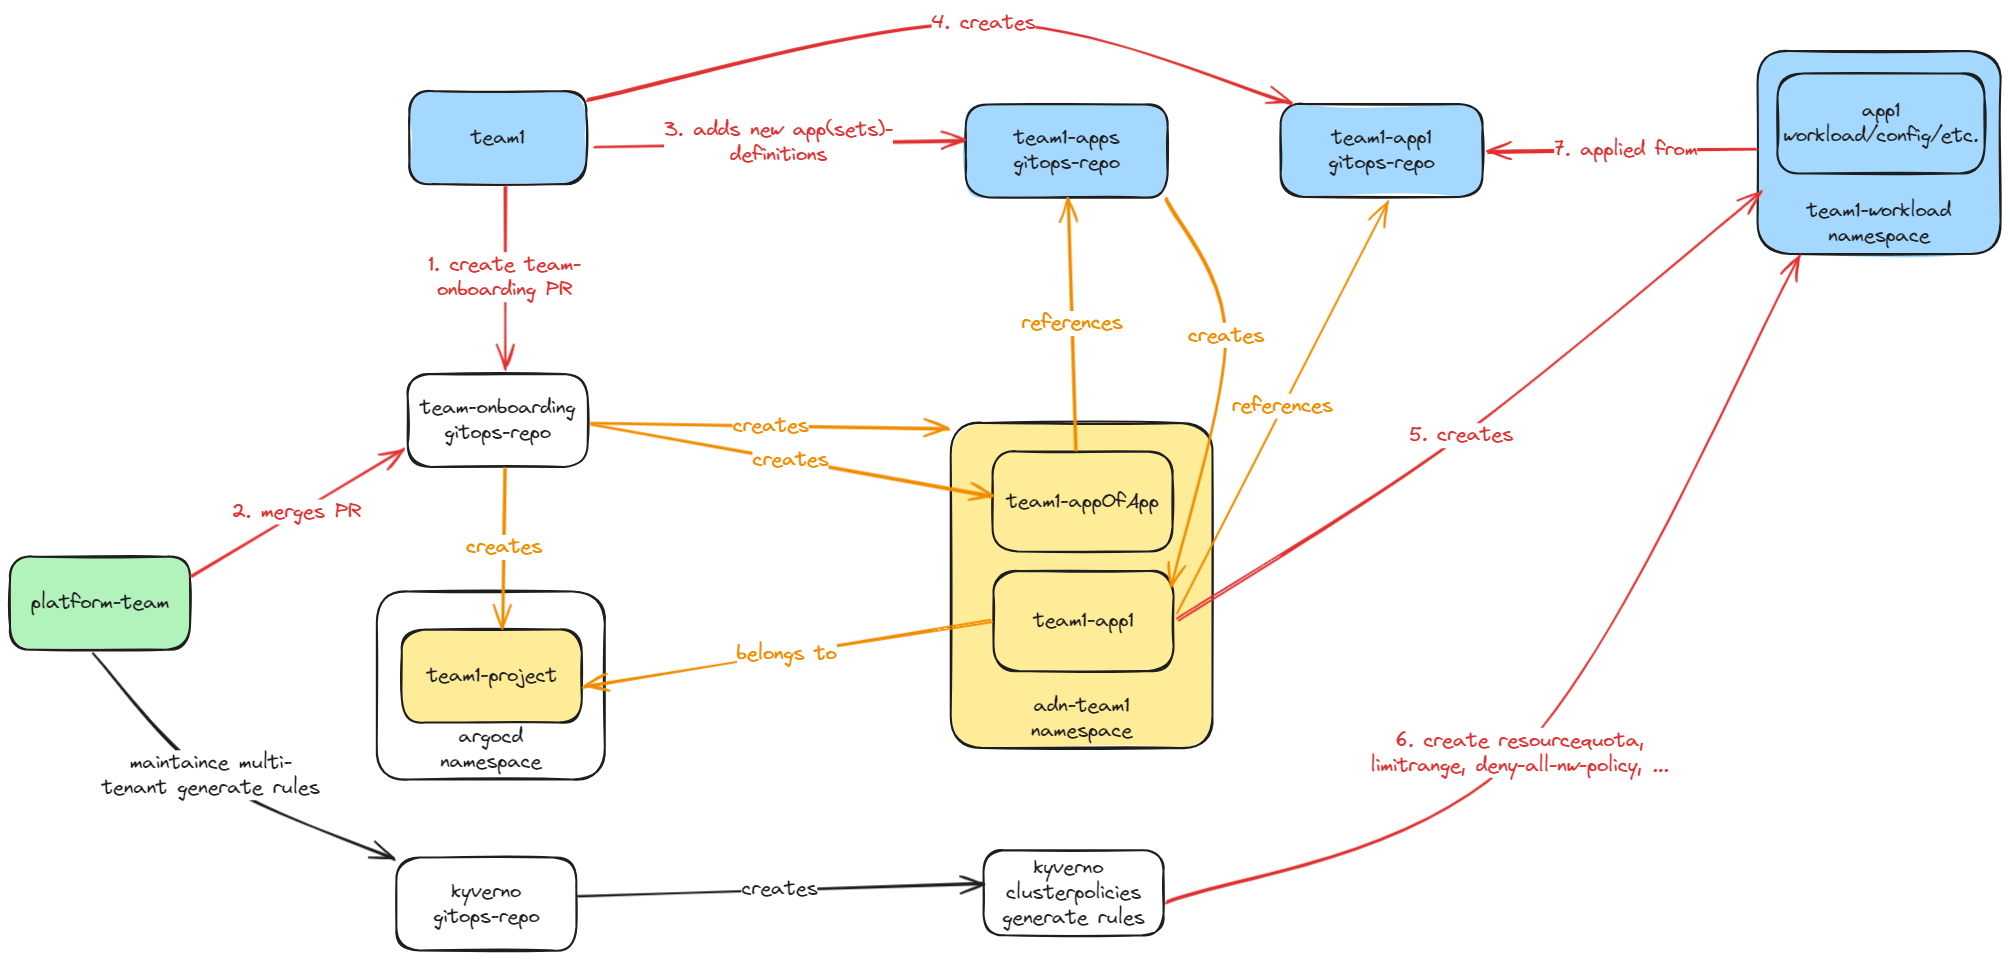 4. creates
team1
3. adds new app(sets)-
definitions
team1-apps
gitops-repo
team1-app1
gitops-repo
7. applied from
app1
workload/config/etc.
team1-workload
namespace
1. create team-
onboarding PR
references
creates
references
team-onboarding
gitops-repo
creates
creates
5. creates
2. merges PR
team1-appOfApp
creates
platform-team
team1-app1
belongs to
team1-project
argocd
namespace
adn-team1
namespace
maintaince multi-
tenant generate rules
6. create resourcequota,
limitrange, deny-all-nw-policy, ...
kyverno
gitops-repo
creates
kyverno
clusterpolicies
generate rules